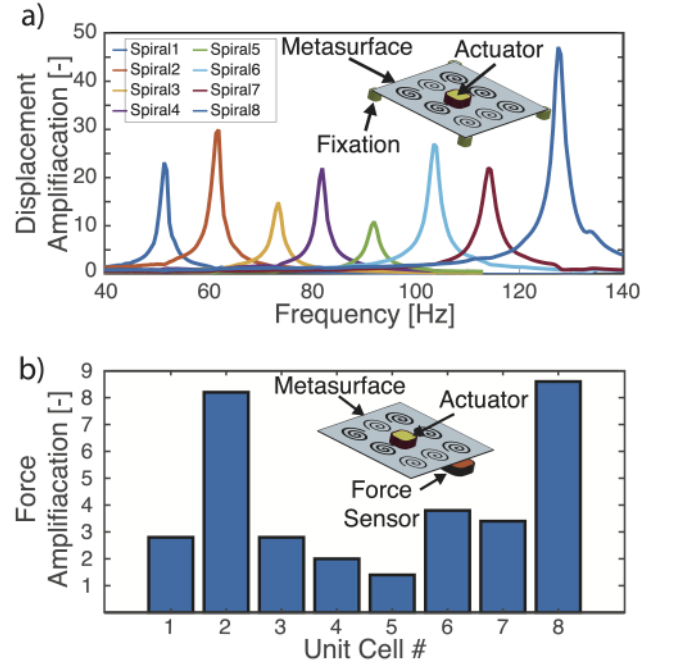 a)
Displacement
Amplifiacation [-]
50
40
30
20
10
0
Spiral1
Spiral2
Spiral3
Spiral4
Spiral5
Spiral6
Spiral7
Spiral8
Metasurface
Actuator
Fixation
40 60 80 100 120 140
Frequency [Hz]
b)
Force
Amplifiacation [-]
9
8
7
6
5
4
3
2
1
Metasurface
Actuator
Force
Sensor
1 2 3 4 5 6 7 8
Unit Cell #